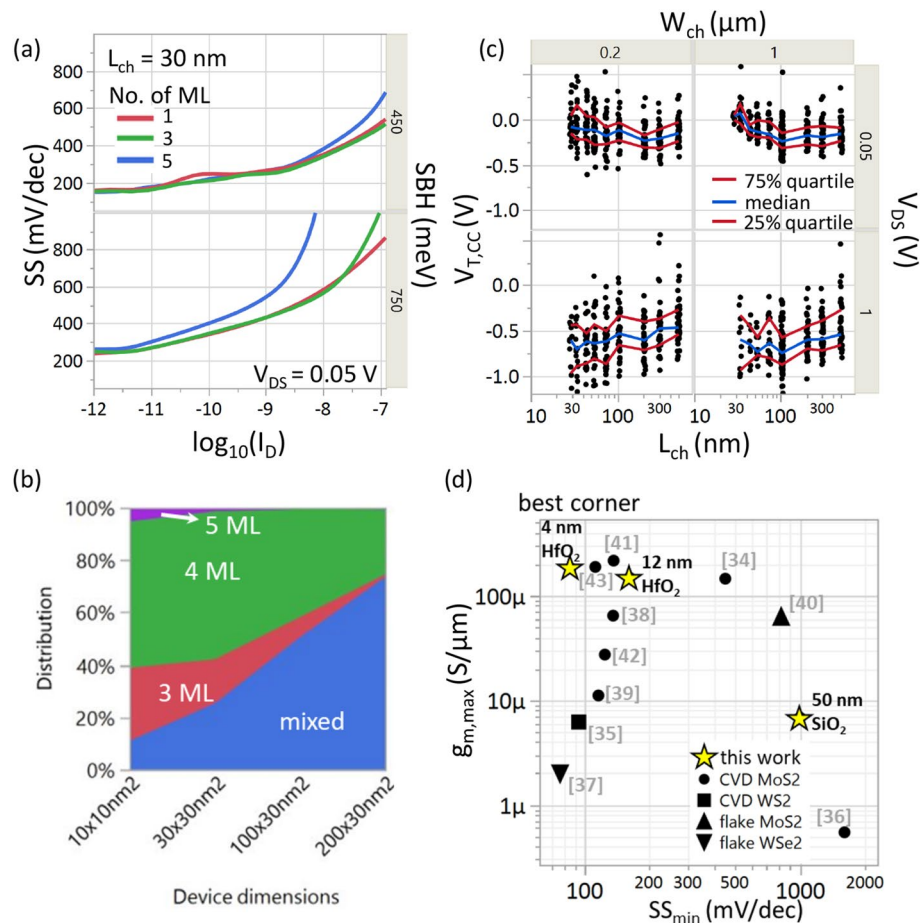 (a)
L_ch = 30 nm
No. of ML
1
3
5
800
600
400
200
800
600
400
200
SS (mV/dec)
450
750
SBH (meV)
V_DS = 0.05 V
-12 -11 -10 -9 -8 -7
log₁₀(I_D)
(c)
W_ch (μm)
0.2 1
0.0
-0.5
-1.0
0.0
-0.5
-1.0
V_T,CC (V)
75% quartile
median
25% quartile
0.05
1
V_DS (V)
10 30 100 300 10 30 100 300
L_ch (nm)
(b)
100%
80%
60%
40%
20%
0%
Distribution
5 ML
4 ML
3 ML
mixed
10x10nm2
30x30nm2
100x30nm2
200x30nm2
Device dimensions
(d)
best corner
4 nm
HfO₂
[43]
[41]
12 nm
HfO₂
[34]
[40]
[38]
[42]
[39]
[35]
[37]
50 nm
SiO₂
[36]
this work
CVD MoS2
CVD WS2
flake MoS2
flake WSe2
100μ
10μ
1μ
g_m,max (S/μm)
100 1000 2000
SS_min (mV/dec)